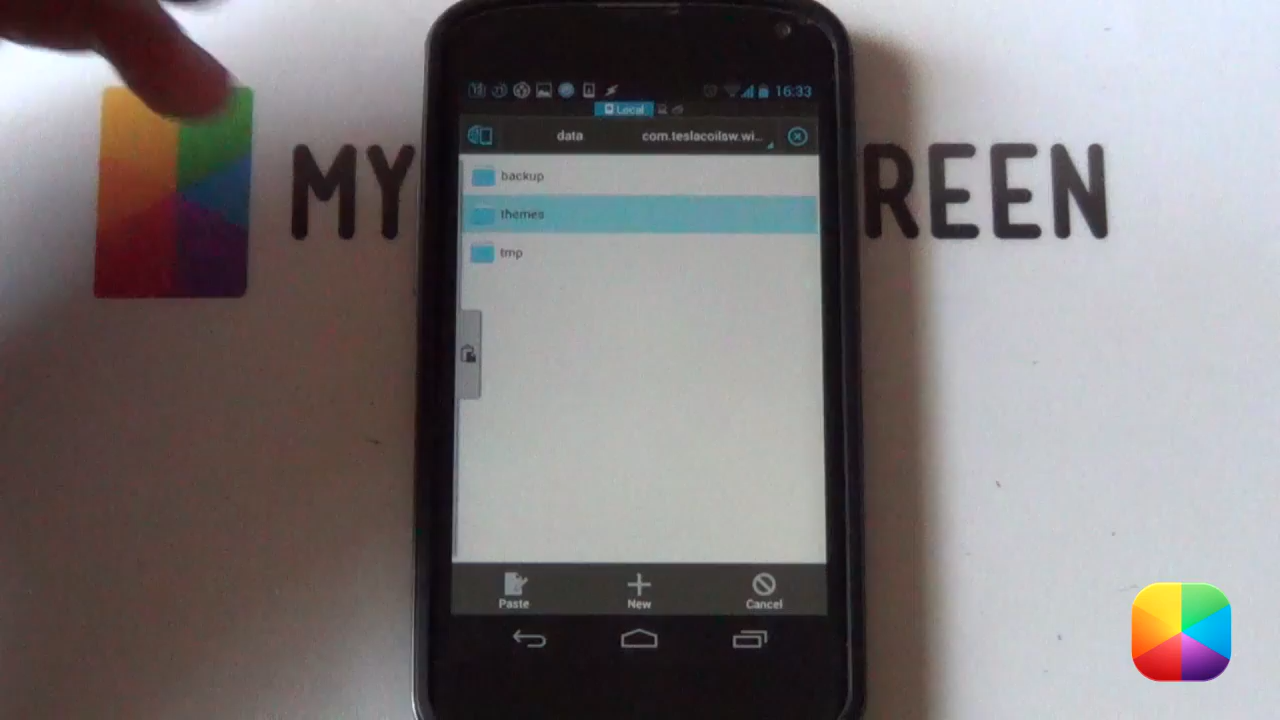 16:33
Local
data com.teslacoilsw.wi...
MY REEN
backup
themes
tmp
Paste New Cancel